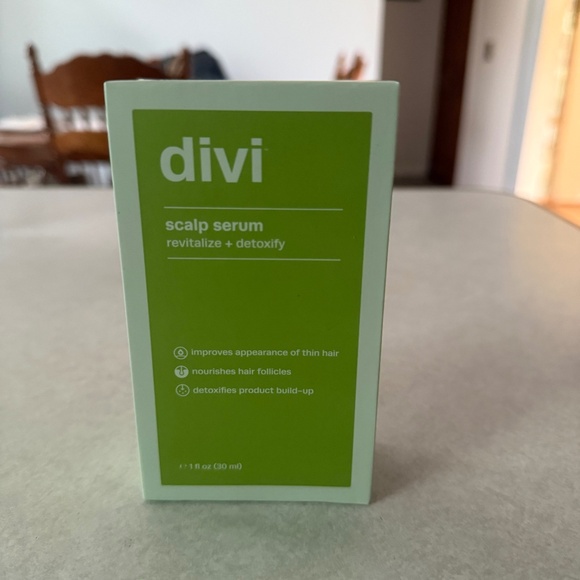 divi
scalp serum
revitalize + detoxify
improves appearance of thin hair
nourishes hair follicles
detoxifies product build-up
1 fl oz (30 ml)